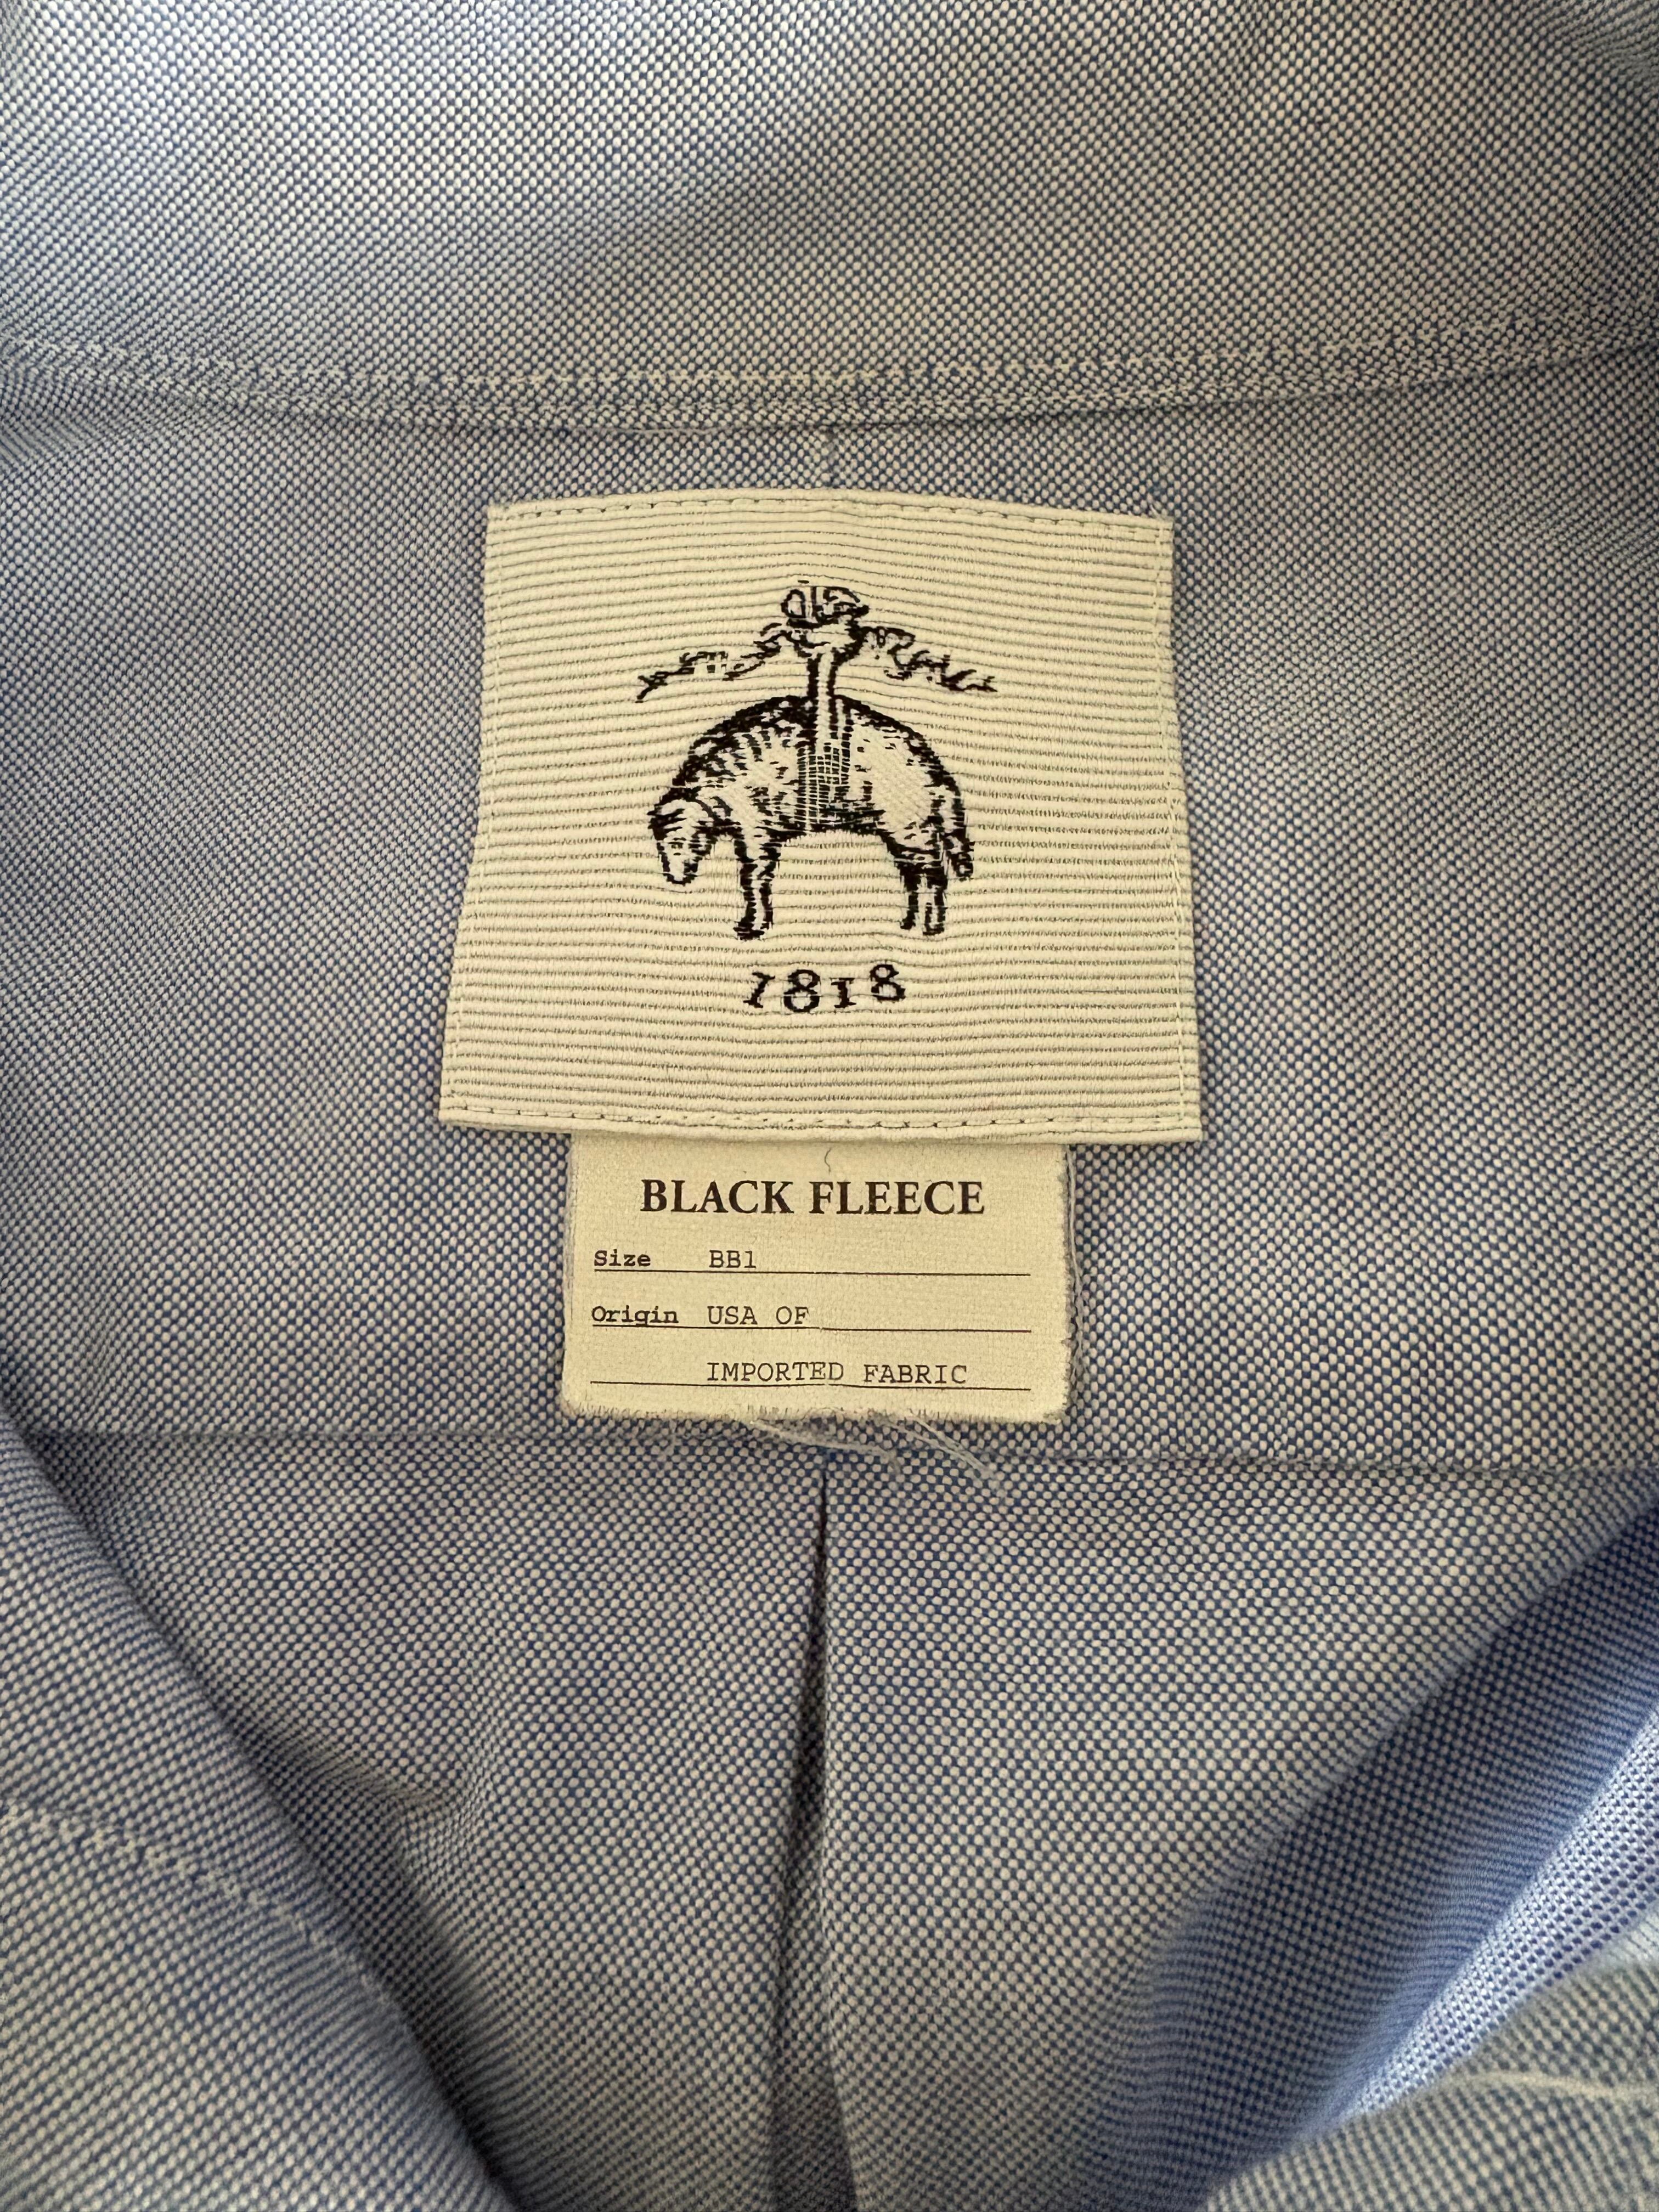 1818
BLACK FLEECE
Size BB1
Origin USA OF
IMPORTED FABRIC